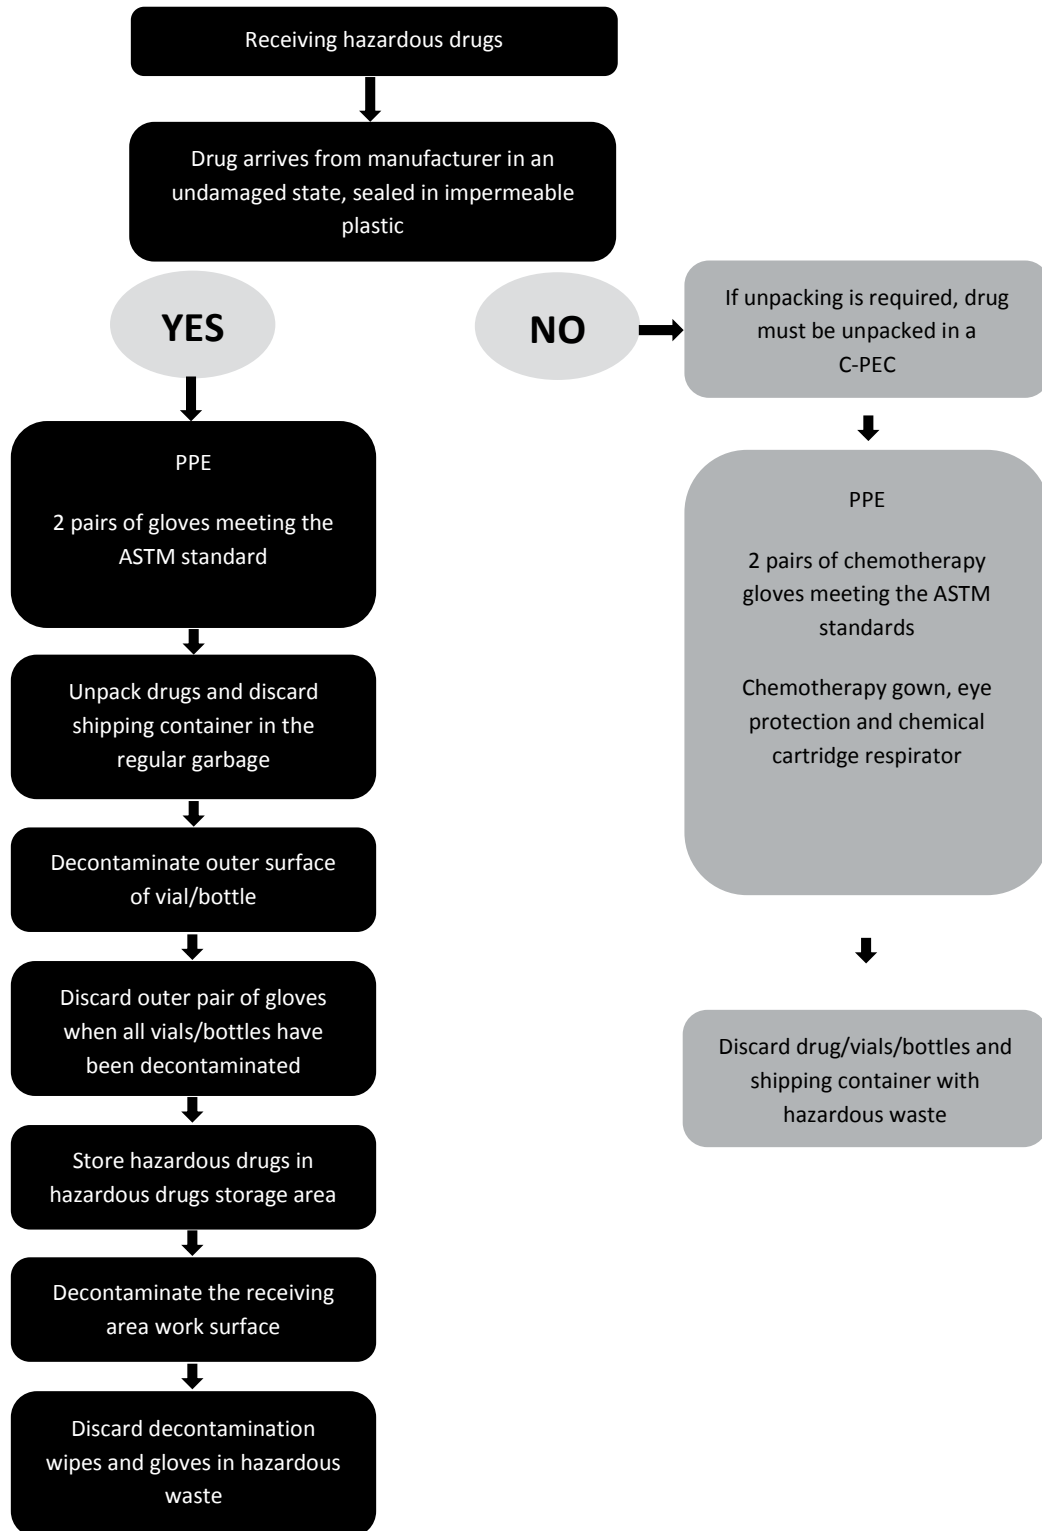 Receiving hazardous drugs
Drug arrives from manufacturer in an
undamaged state, sealed in impermeable
plastic
YES
PPE
2 pairs of gloves meeting the
ASTM standard
Unpack drugs and discard
shipping container in the
regular garbage
Decontaminate outer surface
of vial/bottle
Discard outer pair of gloves
when all vials/bottles have
been decontaminated
Store hazardous drugs in
hazardous drugs storage area
Decontaminate the receiving
area work surface
Discard decontamination
wipes and gloves in hazardous
waste
NO
If unpacking is required, drug
must be unpacked in a
C-PEC
PPE
2 pairs of chemotherapy
gloves meeting the ASTM
standards
Chemotherapy gown, eye
protection and chemical
cartridge respirator
Discard drug/vials/bottles and
shipping container with
hazardous waste